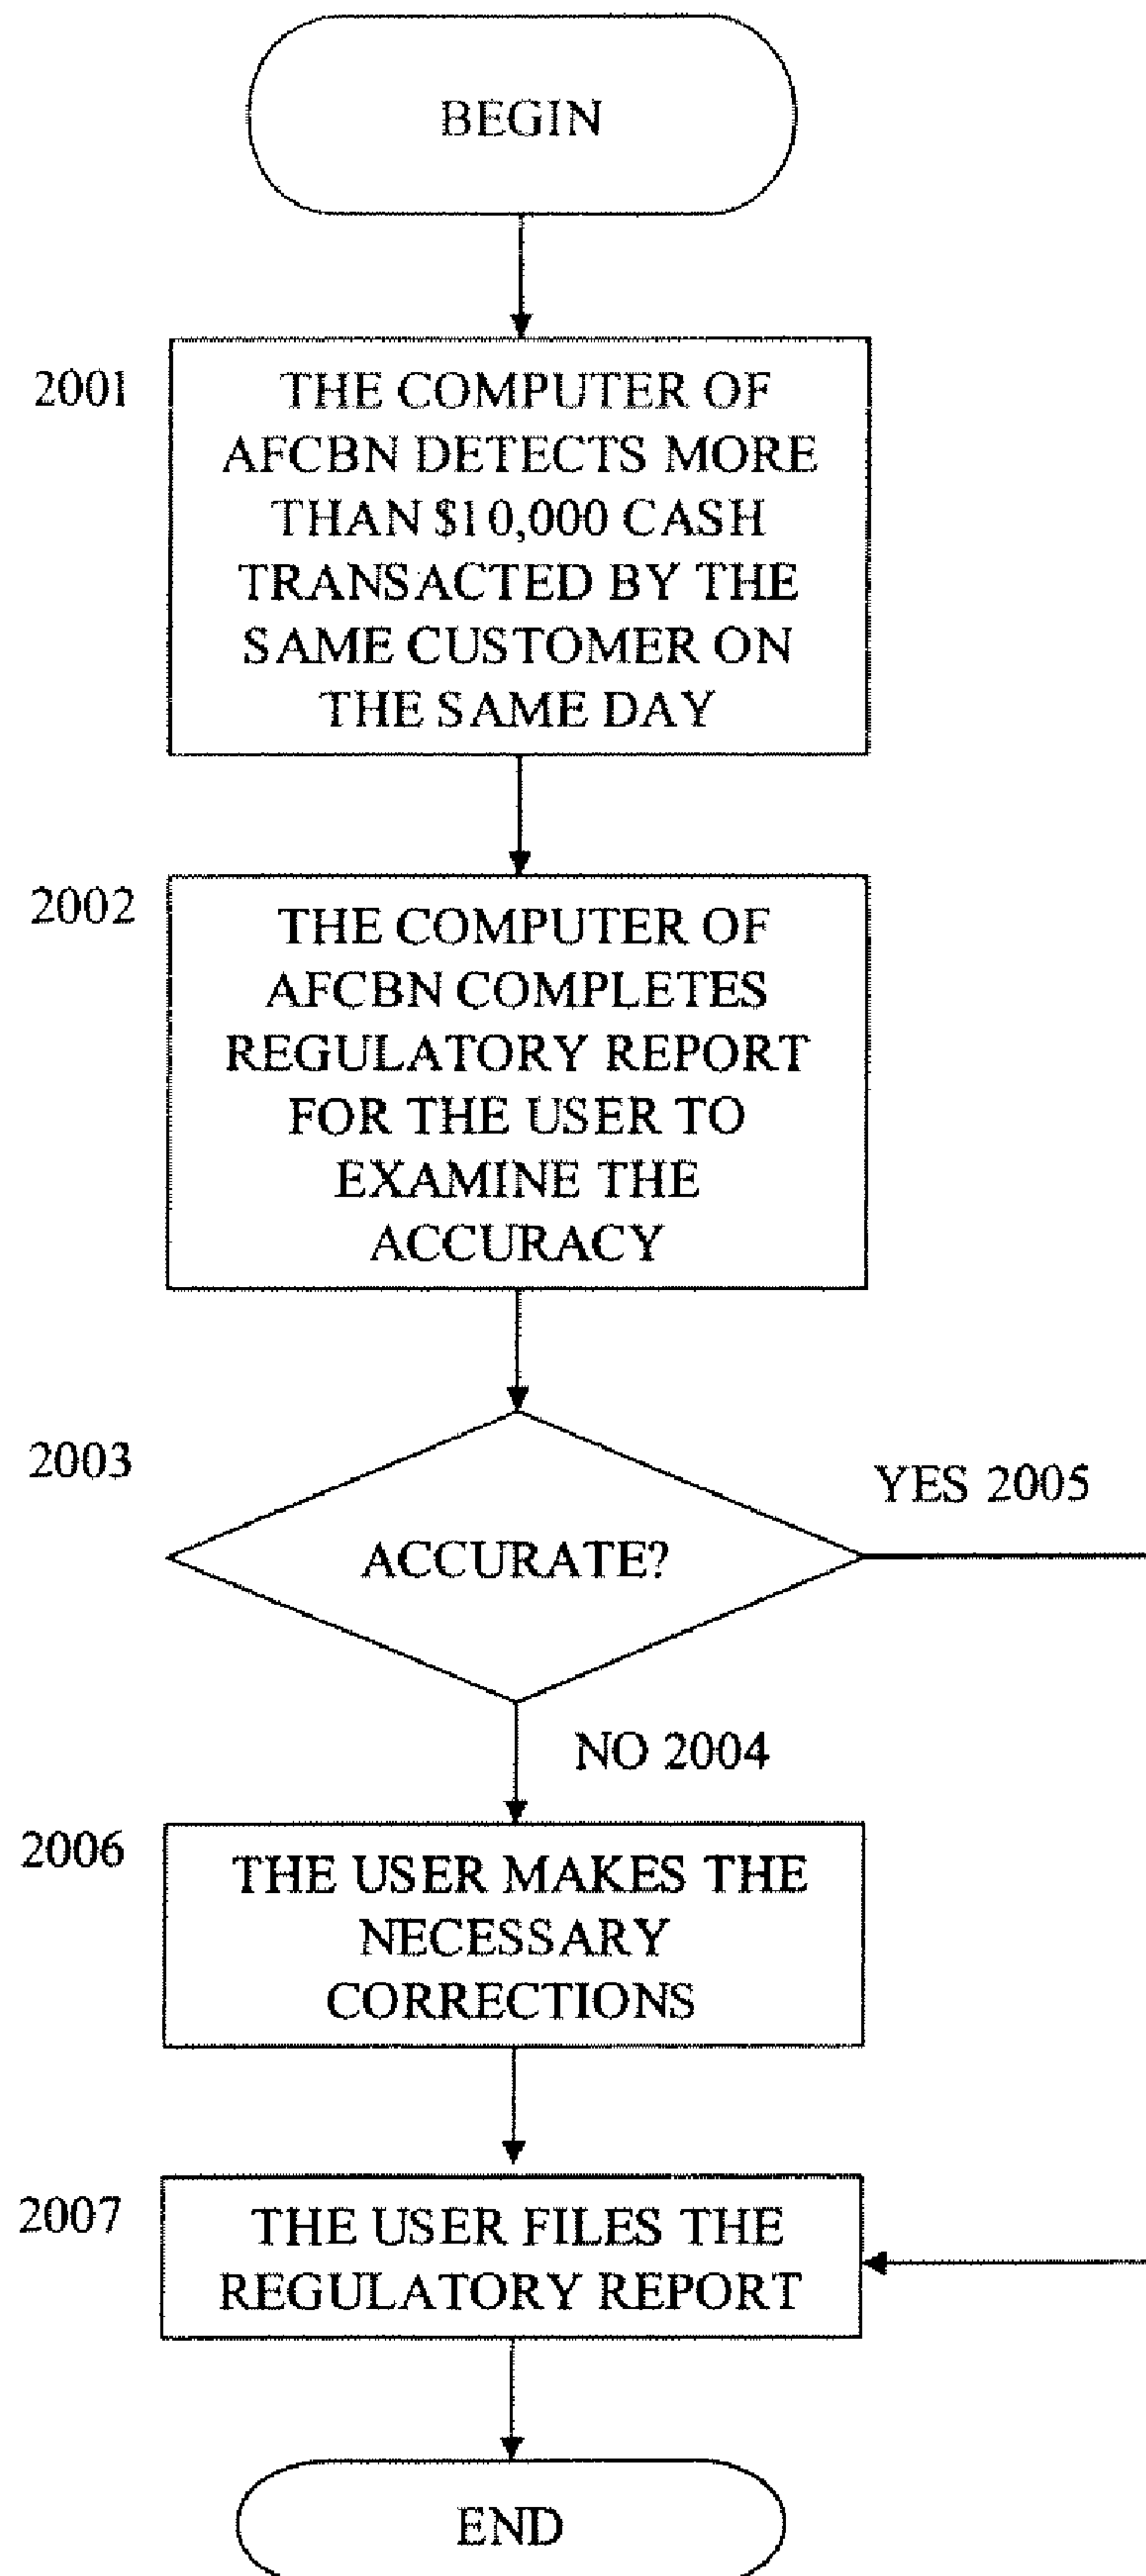 BEGIN
2001
THE COMPUTER OF
AFCBN DETECTS MORE
THAN $10,000 CASH
TRANSACTED BY THE
SAME CUSTOMER ON
THE SAME DAY
2002
THE COMPUTER OF
AFCBN COMPLETES
REGULATORY REPORT
FOR THE USER TO
EXAMINE THE
ACCURACY
2003
YES 2005
ACCURATE?
NO 2004
2006
THE USER MAKES THE
NECESSARY
CORRECTIONS
2007
THE USER FILES THE
REGULATORY REPORT
END